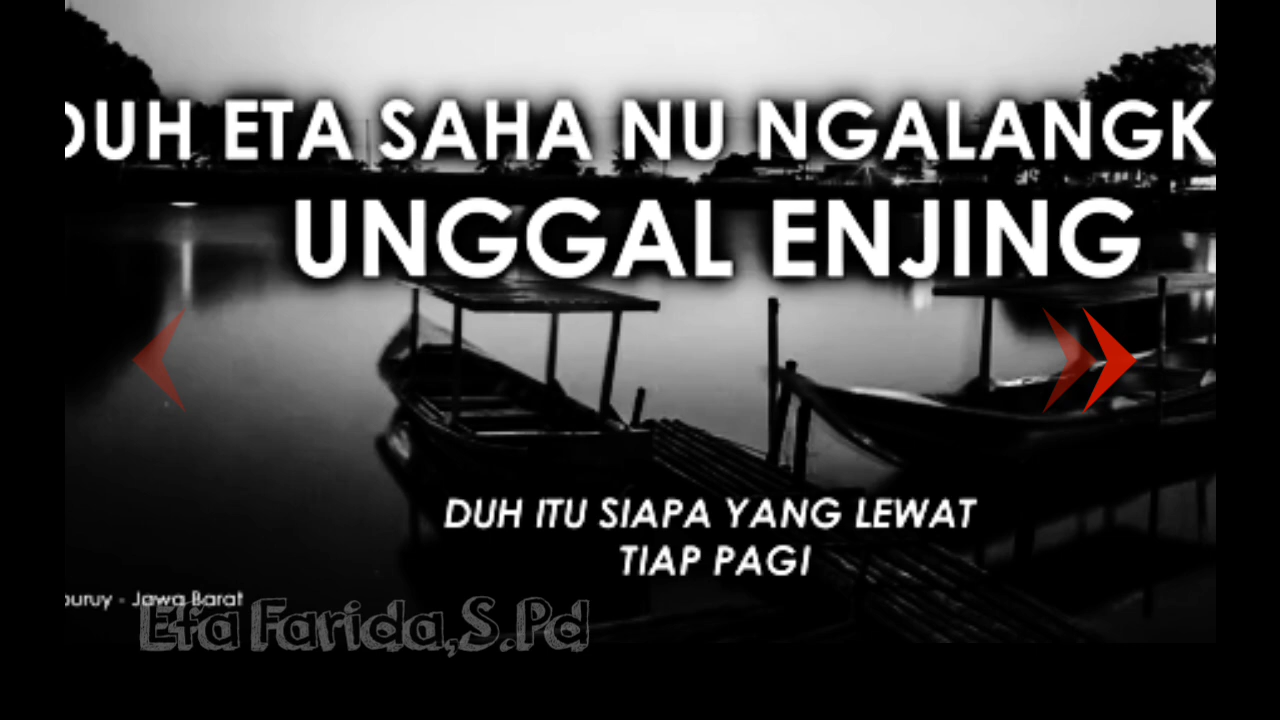 DUH ETA SAHA NU NGALANGK
UNGGAL ENJING
DUH ITU SIAPA YANG LEWAT
TIAP PAGI
buruy - Jawa Barat
Efa Farida,S.Pd